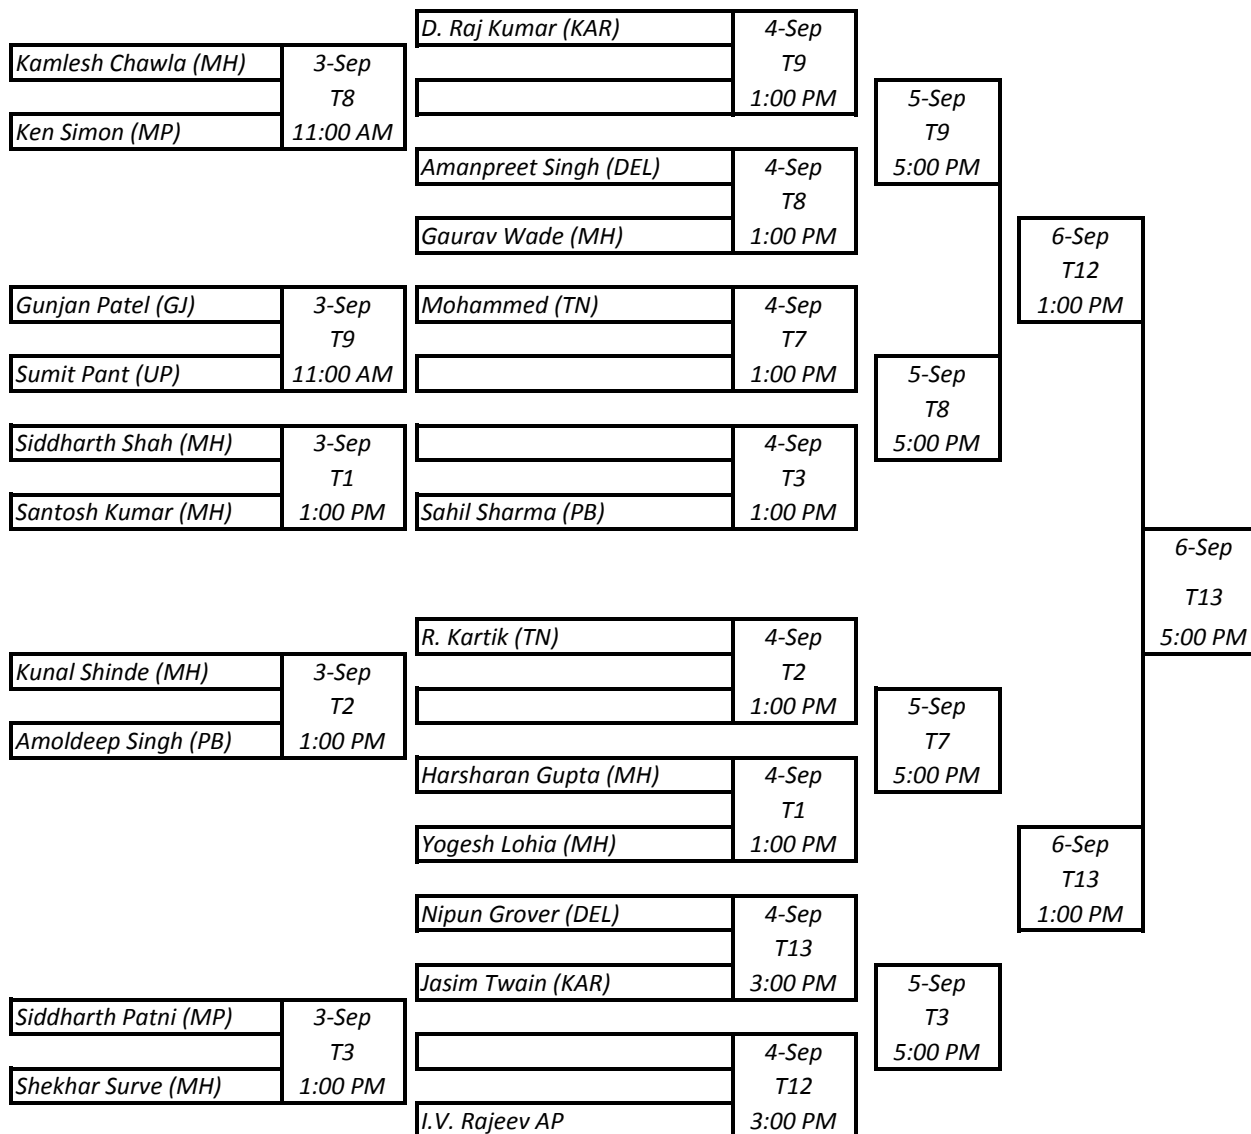 D. Raj Kumar (KAR) 4-Sep
Kamlesh Chawla (MH) 3-Sep T9
T8 1:00 PM 5-Sep
Ken Simon (MP) 11:00 AM T9
Amanpreet Singh (DEL) 4-Sep 5:00 PM
T8
Gaurav Wade (MH) 1:00 PM 6-Sep
T12
Gunjan Patel (GJ) 3-Sep Mohammed (TN) 4-Sep 1:00 PM
T9 T7
Sumit Pant (UP) 11:00 AM 1:00 PM 5-Sep
T8
Siddharth Shah (MH) 3-Sep 4-Sep 5:00 PM
T1 T3
Santosh Kumar (MH) 1:00 PM Sahil Sharma (PB) 1:00 PM
6-Sep
T13
R. Kartik (TN) 4-Sep 5:00 PM
Kunal Shinde (MH) 3-Sep T2
T2 1:00 PM 5-Sep
Amoldeep Singh (PB) 1:00 PM T7
Harsharan Gupta (MH) 4-Sep 5:00 PM
T1
Yogesh Lohia (MH) 1:00 PM 6-Sep
T13
Nipun Grover (DEL) 4-Sep 1:00 PM
T13
Jasim Twain (KAR) 3:00 PM 5-Sep
Siddharth Patni (MP) 3-Sep T3
T3 4-Sep 5:00 PM
Shekhar Surve (MH) 1:00 PM T12
I.V. Rajeev AP 3:00 PM